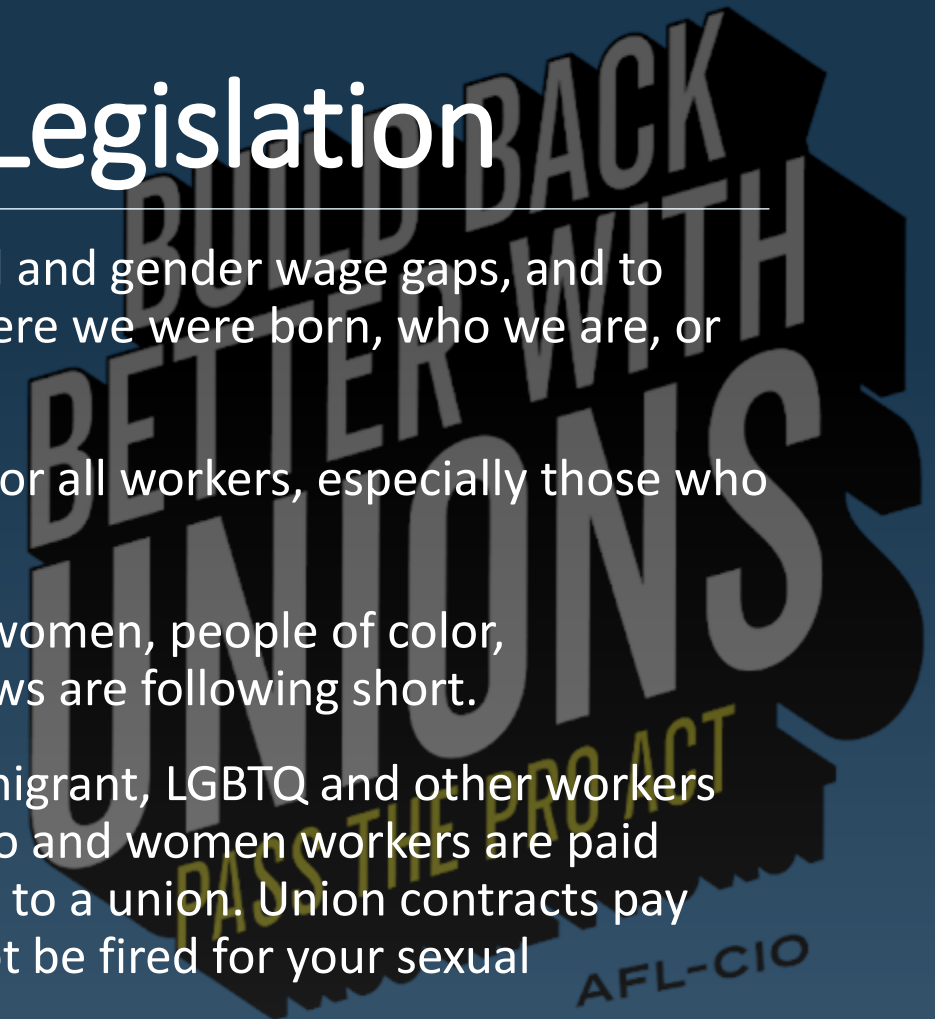 Legislation
and gender wage gaps, and to
ere we were born, who we are, or
or all workers, especially those who
women, people of color,
ws are following short.
migrant, LGBTQ and other workers
o and women workers are paid
to a union. Union contracts pay
t be fired for your sexual
BUILD BACK
BETTER WITH
UNIONS
PASS THE PRO ACT
AFL-CIO